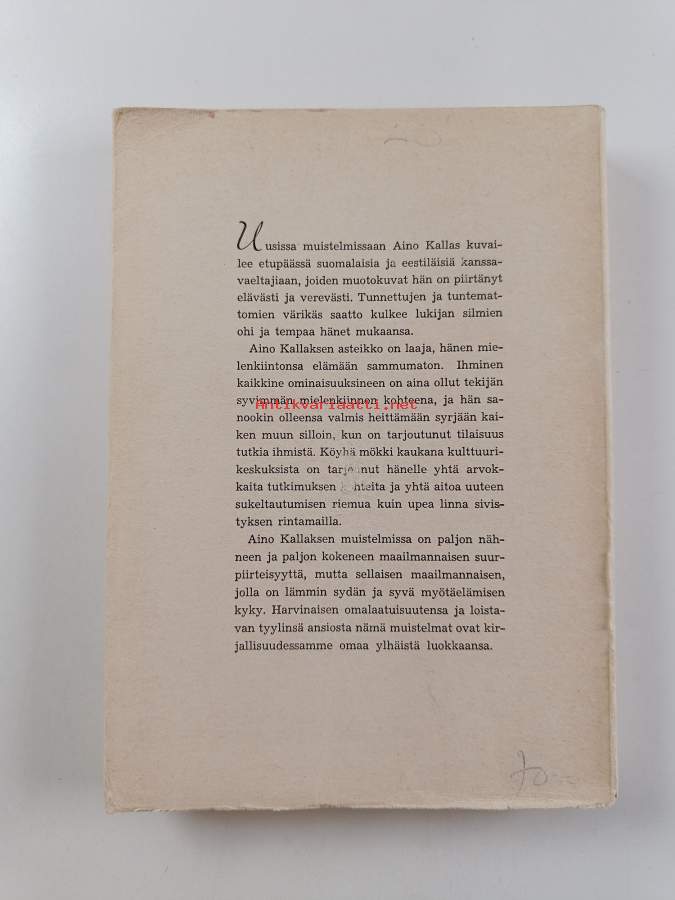 Uusissa muistelmissaan Aino Kallas kuvai-
lee etupäässä suomalaisia ja eestiläisiä kanssa-
vaeltajiaan, joiden muotokuvat hän on piirtänyt
elävästi ja verevästi. Tunnettujen ja tuntemat-
tomien värikäs saatto kulkee lukijan silmien
ohi ja tempaa hänet mukaansa.
Aino Kallaksen asteikko on laaja, hänen mie-
lenkiintonsa elämään sammumaton. Ihminen
kaikkine ominaisuuksineen on aina ollut tekijän
syvimmän mielenkiinnon kohteena, ja hän sa-
Antikvariaatti.net
nookin olleensa valmis heittämään syrjään kai-
ken muun silloin, kun on tarjoutunut tilaisuus
tutkia ihmistä. Köyhä mökki kaukana kulttuuri-
keskuksista on tarjonnut hänelle yhtä arvok-
kaita tutkimuksen kohteita ja yhtä aitoa uuteen
sukeltautumisen riemua kuin upea linna sivis-
tyksen rintamailla.
Aino Kallaksen muistelmissa on paljon näh-
neen ja paljon kokeneen maailmannaisen suur-
piirteisyyttä, mutta sellaisen maailmannaisen,
jolla on lämmin sydän ja syvä myötäelämisen
kyky. Harvinaisen omalaatuisuutensa ja loista-
van tyylinsä ansiosta nämä muistelmat ovat kir-
jallisuudessamme omaa ylhäistä luokkaansa.